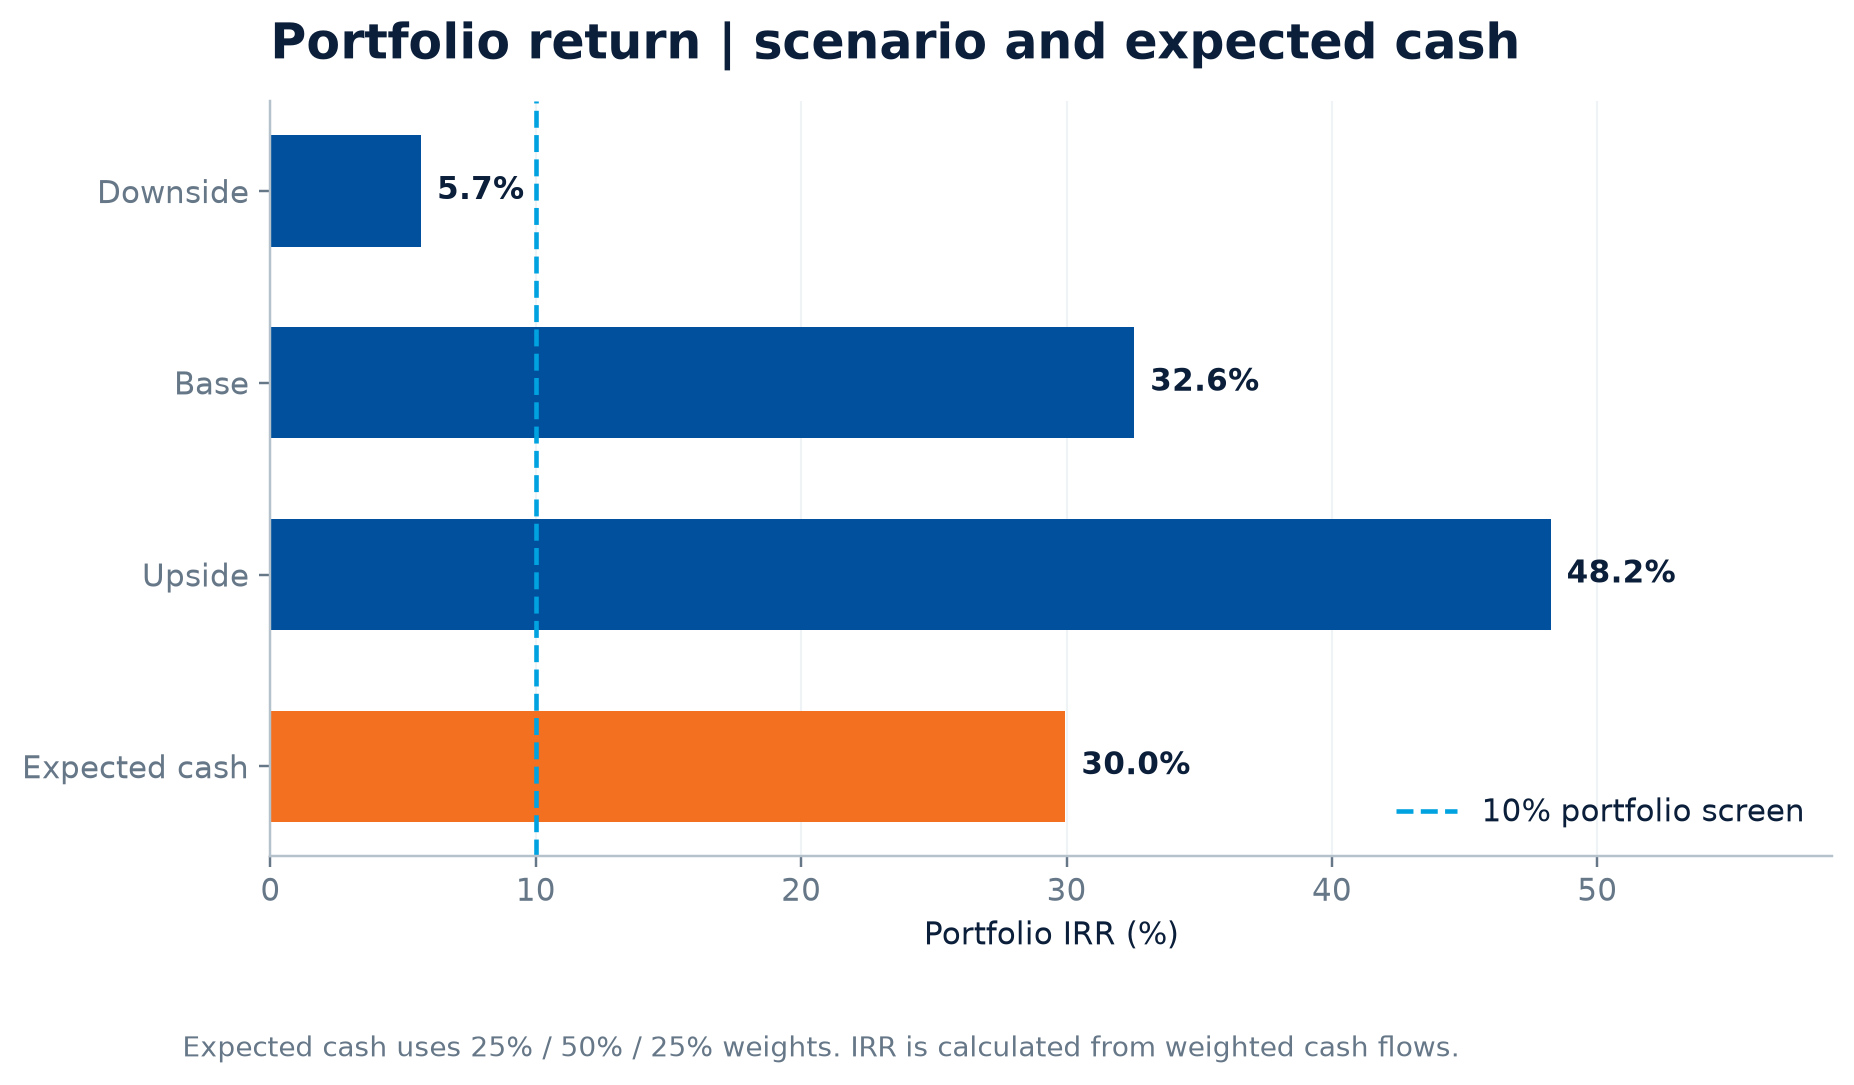 Portfolio return | scenario and expected cash
Downside
5.7%
Base
32.6%
Upside
48.2%
Expected cash
30.0%
10% portfolio screen
0 10 20 30 40 50
Portfolio IRR (%)
Expected cash uses 25% / 50% / 25% weights. IRR is calculated from weighted cash flows.